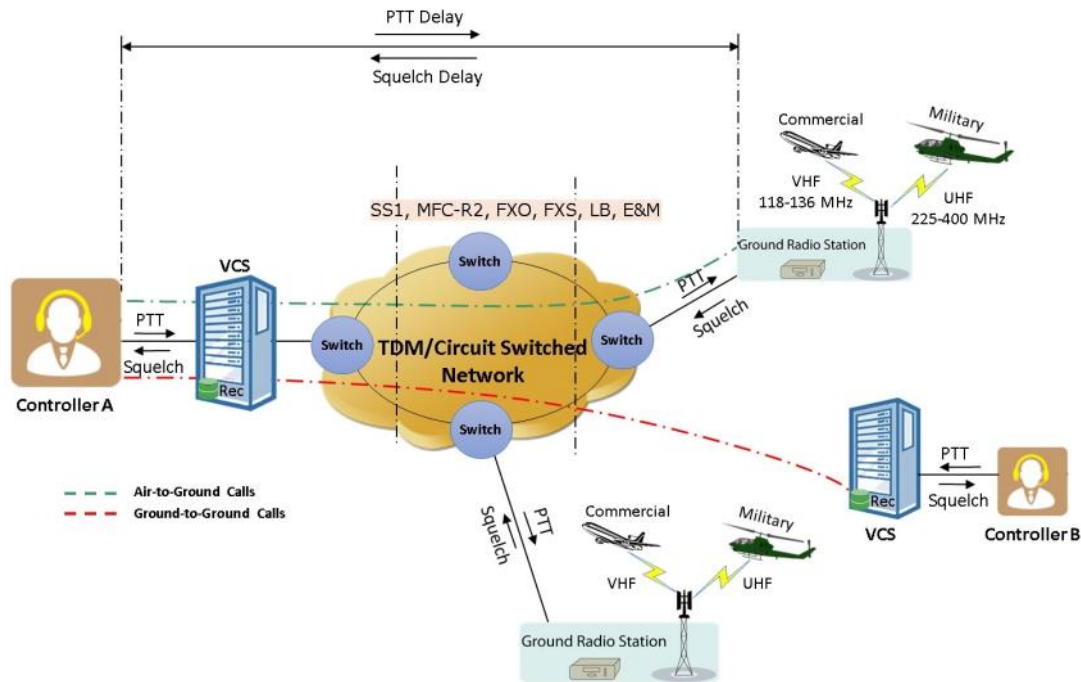 PTT Delay
Squelch Delay
Commercial
Military
VHF
118-136 MHz
UHF
225-400 MHz
SS1, MFC-R2, FXO, FXS, LB, E&M
Ground Radio Station
VCS
Switch
PTT
Squelch
PTT
Squelch
Switch
Switch
TDM/Circuit Switched
Network
Rec
Controller A
Switch
PTT
Squelch
Rec
VCS
Controller B
Air-to-Ground Calls
Ground-to-Ground Calls
Squelch
PTT
Commercial
Military
VHF
UHF
Ground Radio Station